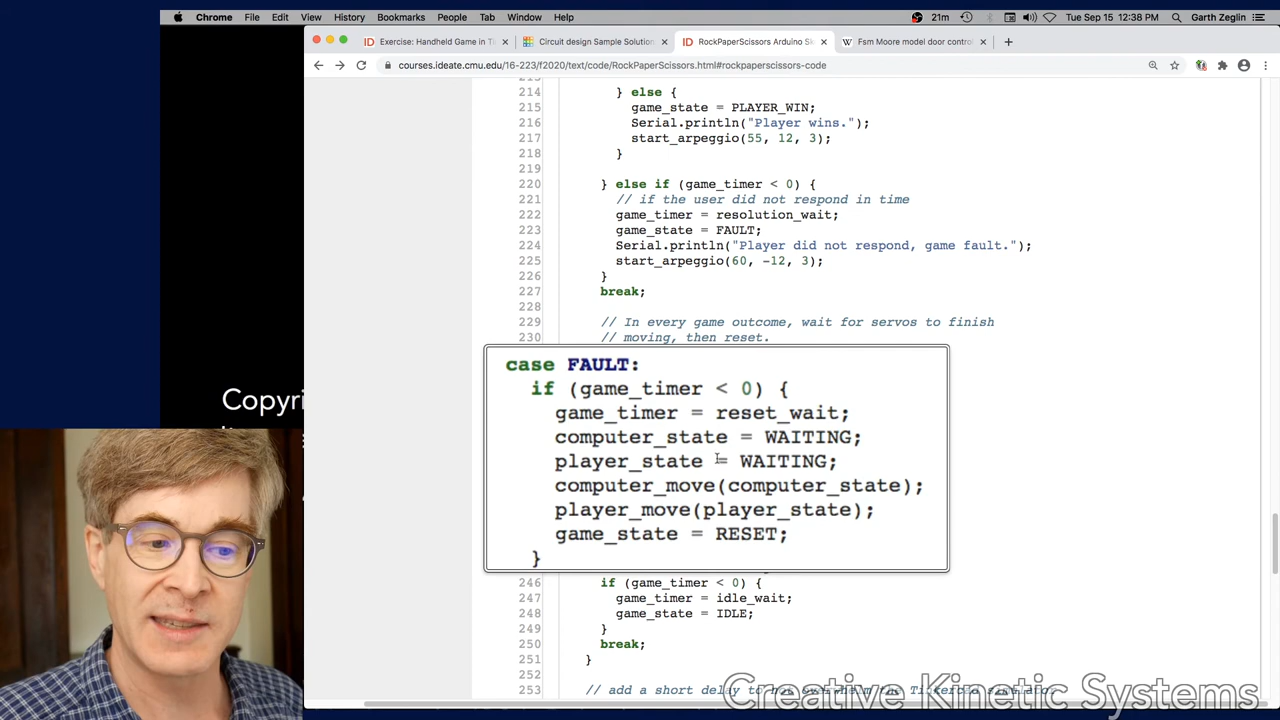 Chrome File Edit View History Bookmarks People Tab Window Help 21m Tue Sep 15 12:38 PM Garth Zeglin
Exercise: Handheld Game in Ti × Circuit design Sample Solution × RockPaperScissors Arduino Sk × Fsm Moore model door contro ×
courses.ideate.cmu.edu/16-223/f2020/text/code/RockPaperScissors.html#rockpaperscissors-code
213
214 } else {
215 game_state = PLAYER_WIN;
216 Serial.println("Player wins.");
217 start_arpeggio(55, 12, 3);
218 }
219
220 } else if (game_timer < 0) {
221 // if the user did not respond in time
222 game_timer = resolution_wait;
223 game_state = FAULT;
224 Serial.println("Player did not respond, game fault.");
225 start_arpeggio(60, -12, 3);
226 }
227 break;
228
229 // In every game outcome, wait for servos to finish
230 // moving, then reset.
case FAULT:
if (game_timer < 0) {
game_timer = reset_wait;
computer_state = WAITING;
player_state = WAITING;
computer_move(computer_state);
player_move(player_state);
game_state = RESET;
}
246 if (game_timer < 0) {
247 game_timer = idle_wait;
248 game_state = IDLE;
249 }
250 break;
251 }
252
253 // add a short delay to not the
Copyri
Creative Kinetic Systems